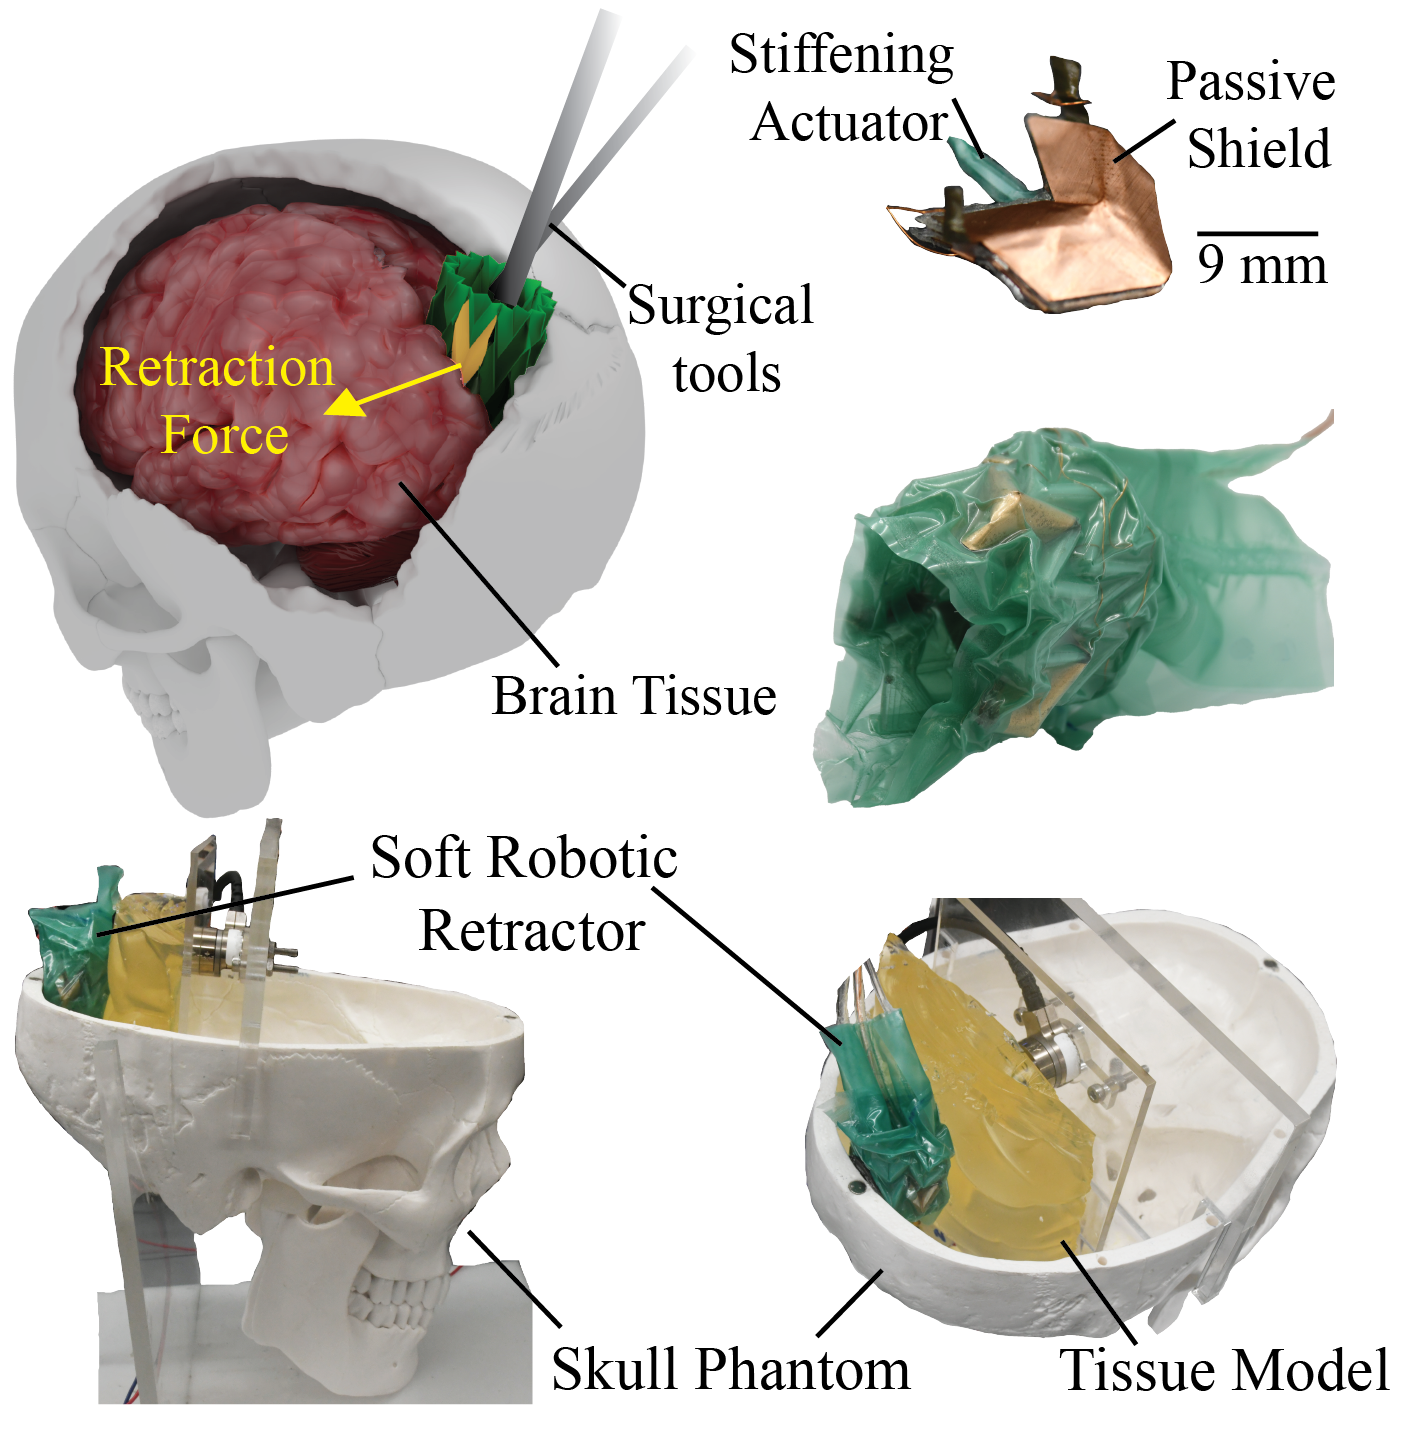 Stiffening
Actuator
Passive
Shield
9 mm
Surgical
tools
Retraction
Force
Brain Tissue
Soft Robotic
Retractor
Skull Phantom
Tissue Model